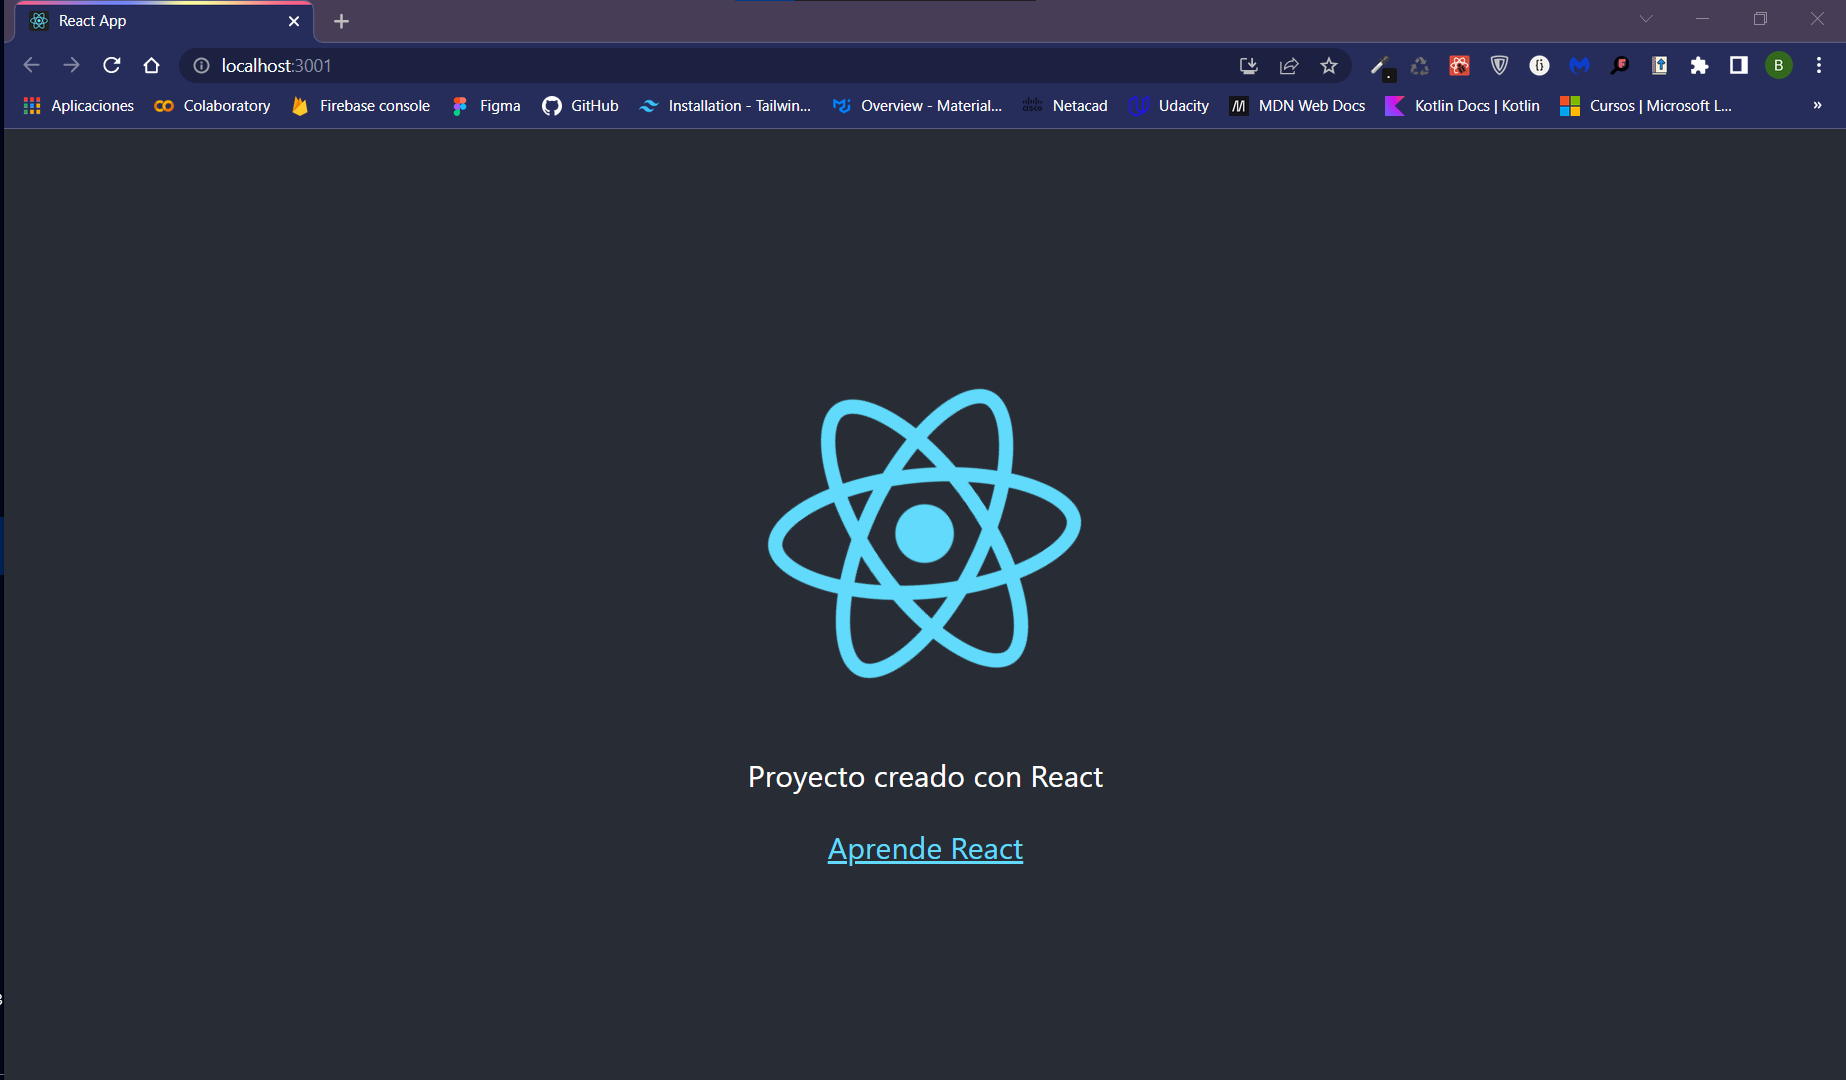 React App
localhost:3001
B
Aplicaciones Colaboratory Firebase console Figma GitHub Installation - Tailwin... Overview - Material... Netacad Udacity MDN Web Docs Kotlin Docs | Kotlin Cursos | Microsoft L... »
Proyecto creado con React
Aprende React